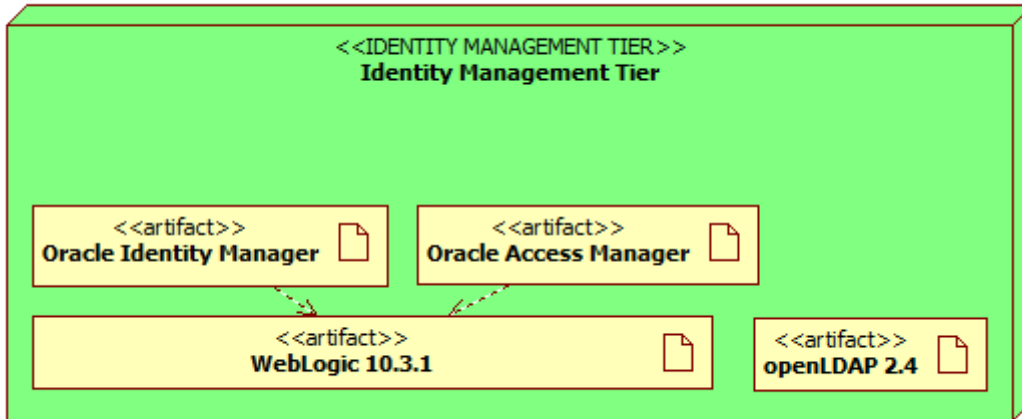 <<IDENTITY MANAGEMENT TIER>>
Identity Management Tier
<<artifact>>
Oracle Identity Manager
<<artifact>>
Oracle Access Manager
<<artifact>>
WebLogic 10.3.1
<<artifact>>
openLDAP 2.4